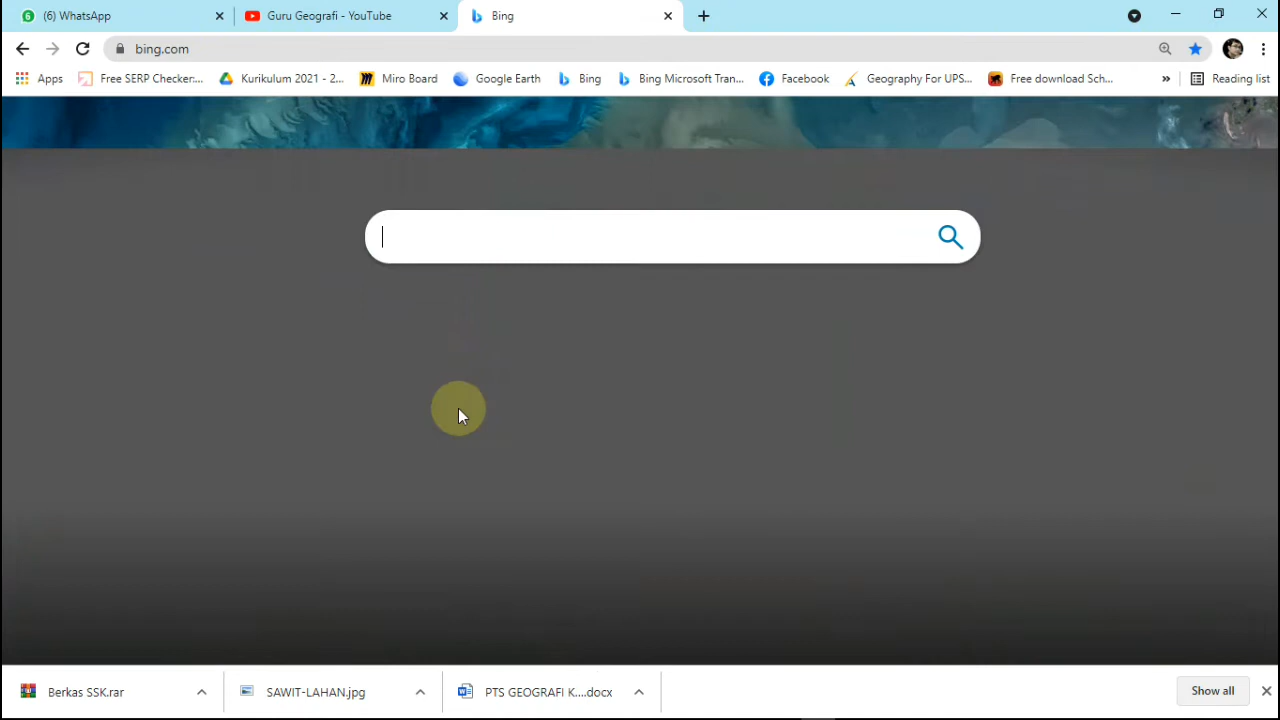 (6) WhatsApp
Guru Geografi - YouTube
Bing
bing.com
Apps
Free SERP Checker:...
Kurikulum 2021 - 2...
Miro Board
Google Earth
Bing
Bing Microsoft Tran...
Facebook
Geography For UPS...
Free download Sch...
»
Reading list
Berkas SSK.rar
SAWIT-LAHAN.jpg
PTS GEOGRAFI K....docx
Show all